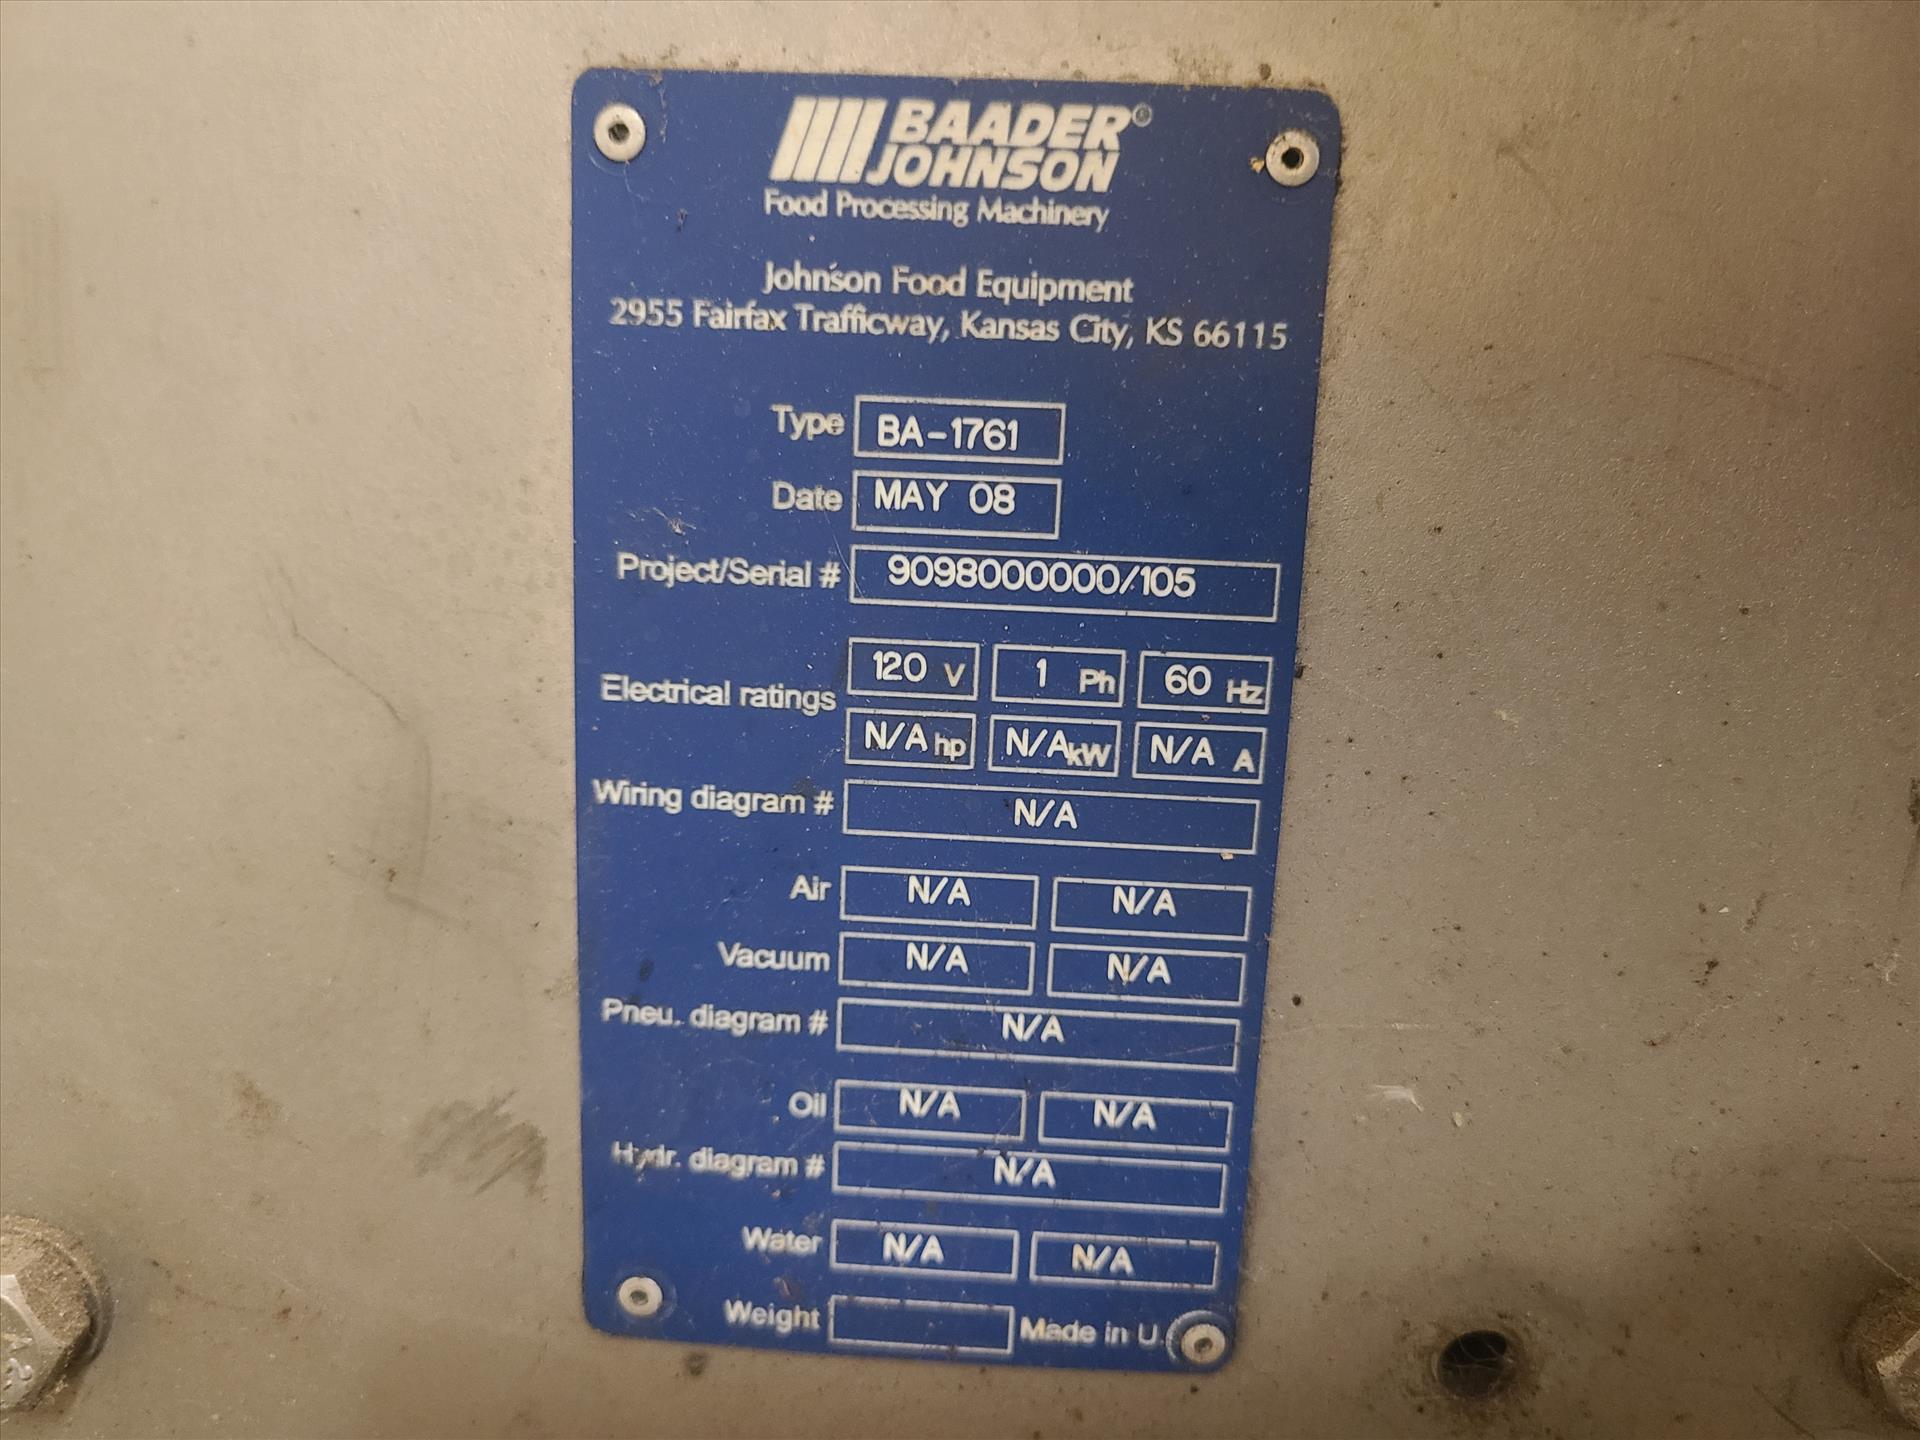 BAADER®
JOHNSON
Food Processing Machinery
Johnson Food Equipment
2955 Fairfax Trafficway, Kansas City, KS 66115
Type BA-1761
Date MAY 08
Project/Serial # 9098000000/105
Electrical ratings 120 V 1 Ph 60 Hz
N/A hp N/A kW N/A A
Wiring diagram # N/A
Air N/A N/A
Vacuum N/A N/A
Pneu. diagram # N/A
Oil N/A N/A
Hydr. diagram # N/A
Water N/A N/A
Weight Made in U.